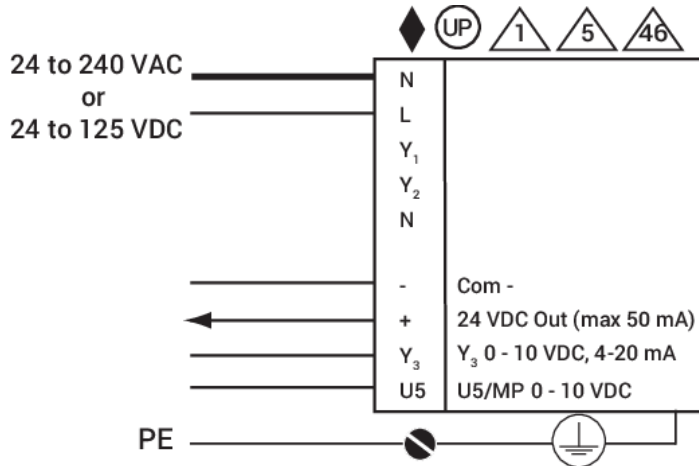 UP 1 5 46
24 to 240 VAC
or
24 to 125 VDC
N
L
Y₁
Y₂
N
- Com -
+ 24 VDC Out (max 50 mA)
Y₃ Y₃ 0 - 10 VDC, 4-20 mA
U5 U5/MP 0 - 10 VDC
PE